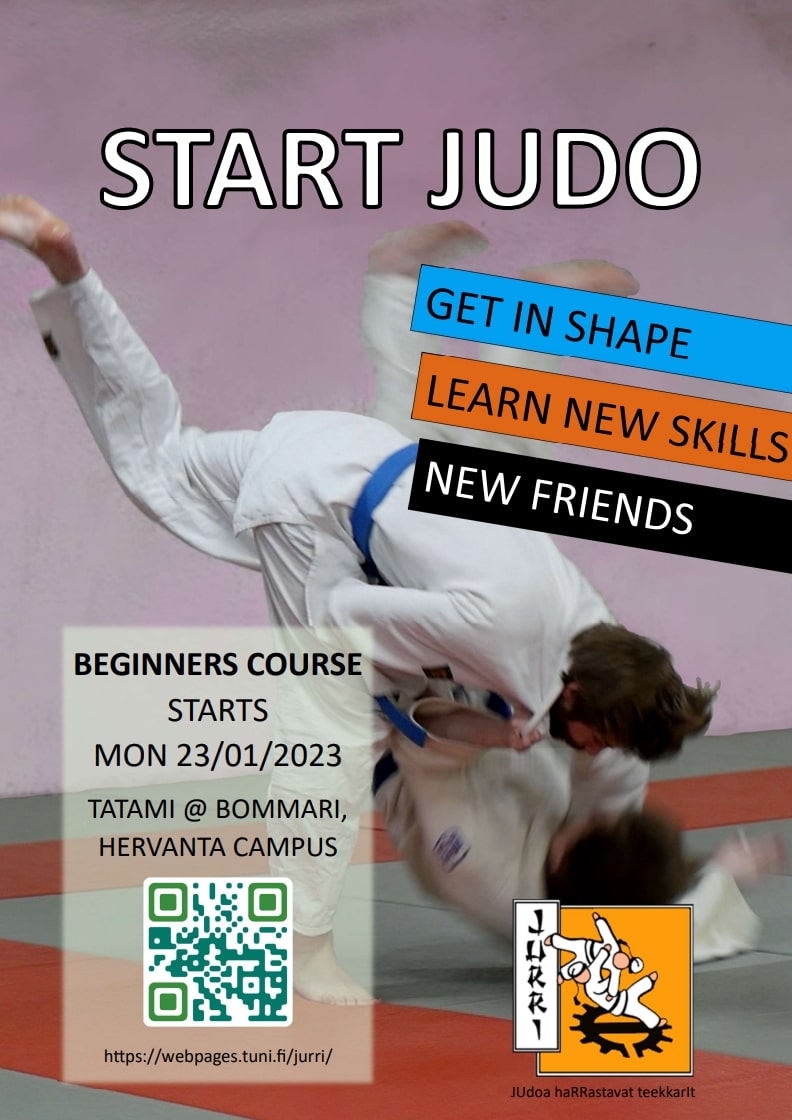 START JUDO
GET IN SHAPE
LEARN NEW SKILLS
NEW FRIENDS
BEGINNERS COURSE
STARTS
MON 23/01/2023
TATAMI @ BOMMARI,
HERVANTA CAMPUS
https://webpages.tuni.fi/jurri/
JURRI
JUdoa haRRastavat teekkarIt